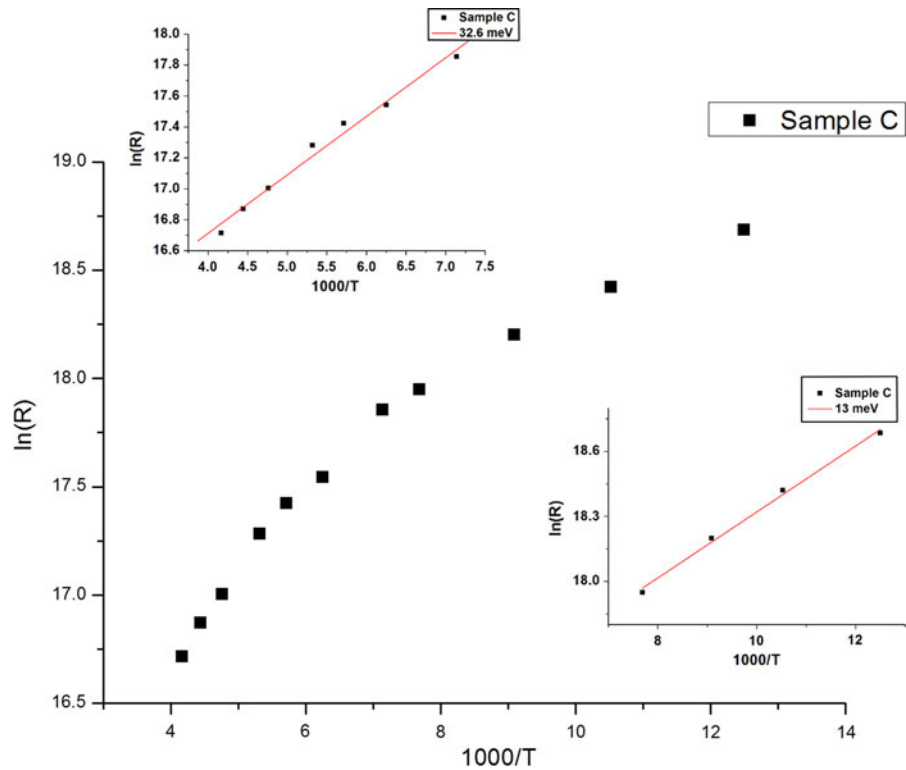 Sample C
32.6 meV
18.0
17.8
17.6
17.4
17.2
17.0
16.8
16.6
ln(R)
4.0 4.5 5.0 5.5 6.0 6.5 7.0 7.5
1000/T
Sample C
19.0
18.5
18.0
17.5
17.0
16.5
ln(R)
Sample C
13 meV
18.6
18.3
18.0
ln(R)
8 10 12
1000/T
4 6 8 10 12 14
1000/T